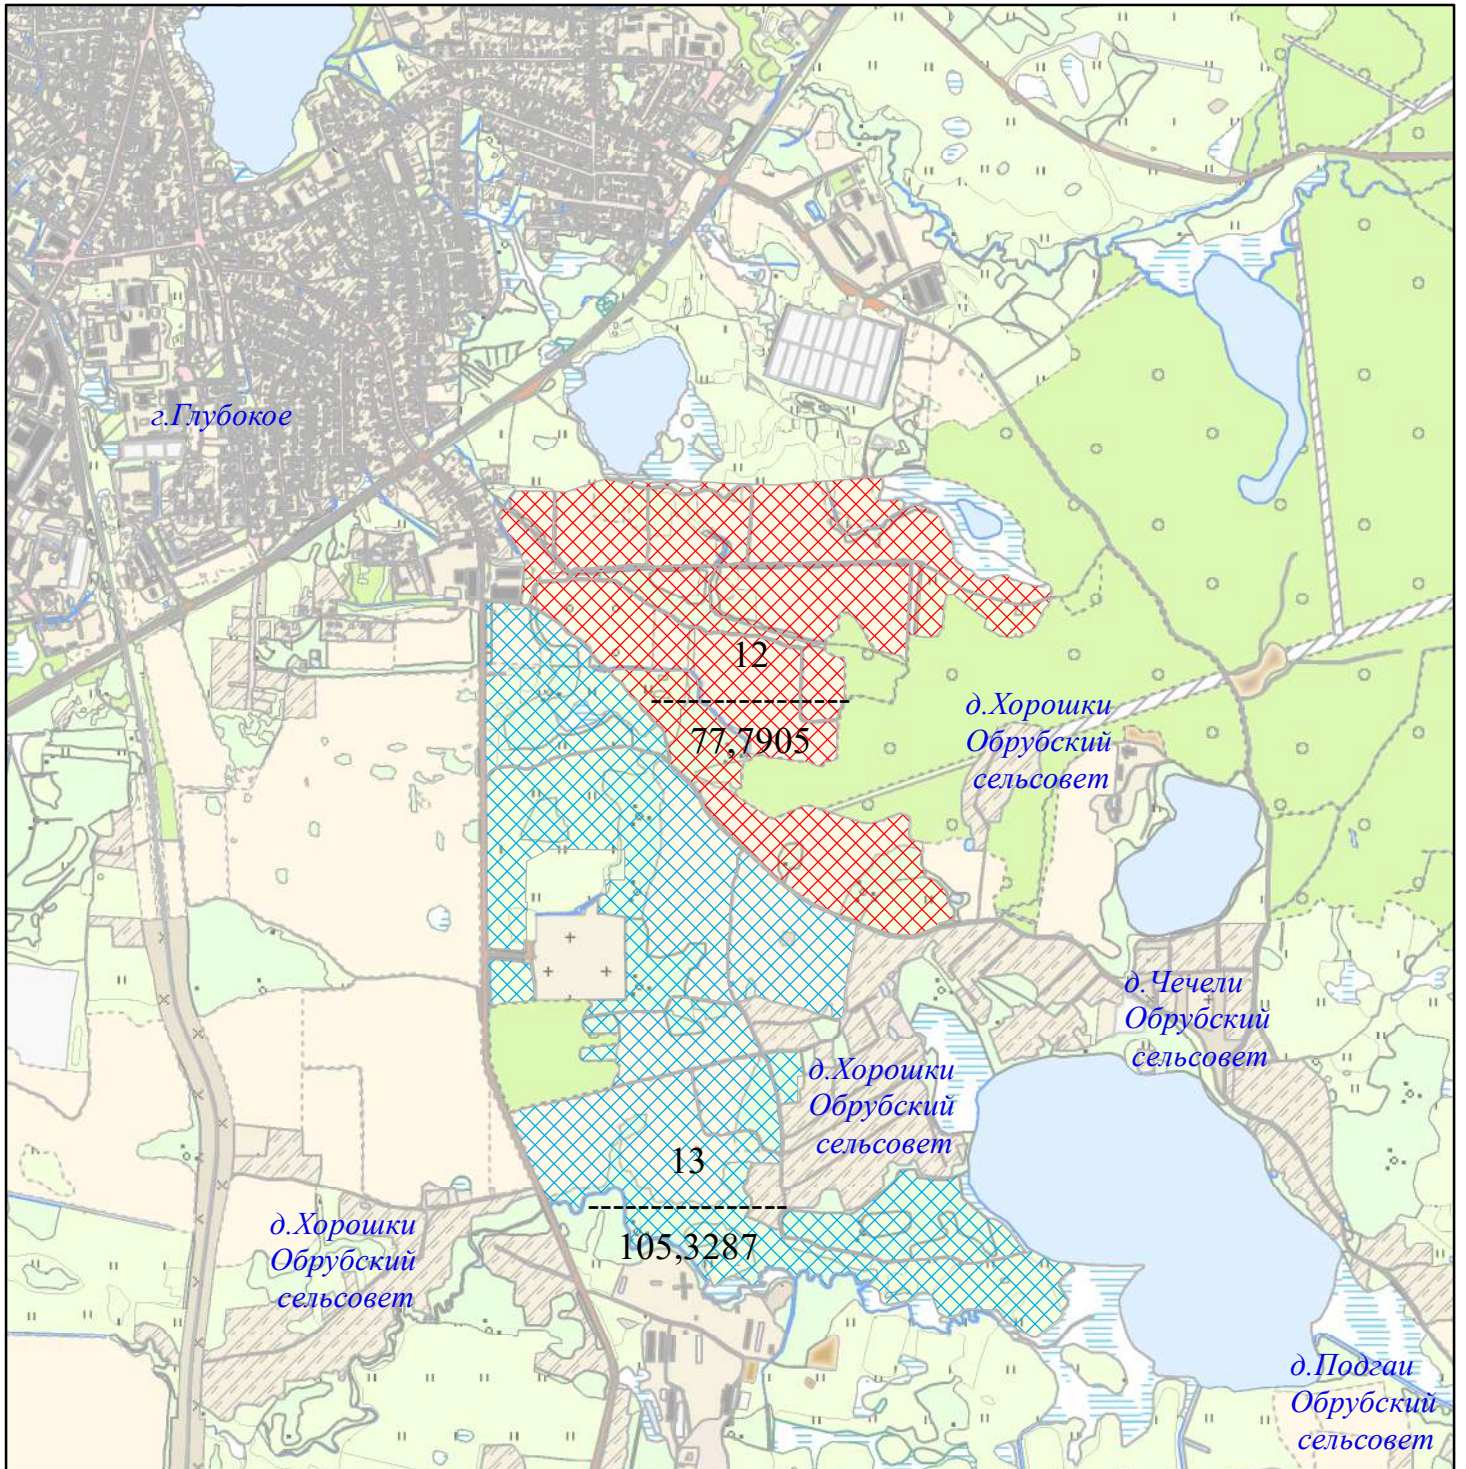 г.Глубокое
12
77,7905
д.Хорошки
Обрубский
сельсовет
д.Чечели
Обрубский
сельсовет
д.Хорошки
Обрубский
сельсовет
13
105,3287
д.Хорошки
Обрубский
сельсовет
д.Подгаи
Обрубский
сельсовет